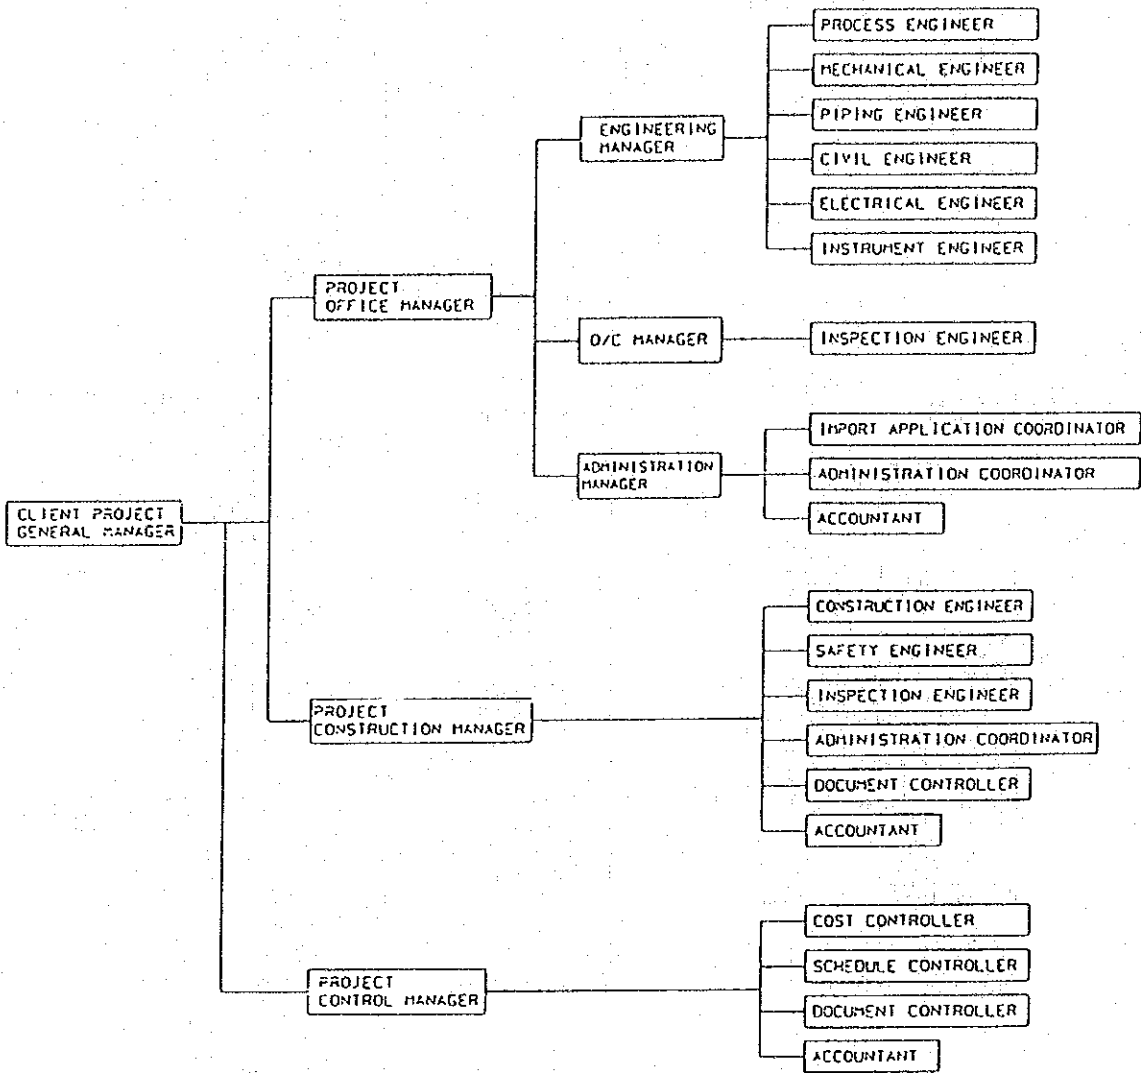 PROCESS ENGINEER
MECHANICAL ENGINEER
PIPING ENGINEER
CIVIL ENGINEER
ELECTRICAL ENGINEER
INSTRUMENT ENGINEER
ENGINEERING
MANAGER
PROJECT
OFFICE MANAGER
O/C MANAGER
INSPECTION ENGINEER
ADMINISTRATION
MANAGER
IMPORT APPLICATION COORDINATOR
ADMINISTRATION COORDINATOR
ACCOUNTANT
CLIENT PROJECT
GENERAL MANAGER
PROJECT
CONSTRUCTION MANAGER
CONSTRUCTION ENGINEER
SAFETY ENGINEER
INSPECTION ENGINEER
ADMINISTRATION COORDINATOR
DOCUMENT CONTROLLER
ACCOUNTANT
PROJECT
CONTROL MANAGER
COST CONTROLLER
SCHEDULE CONTROLLER
DOCUMENT CONTROLLER
ACCOUNTANT